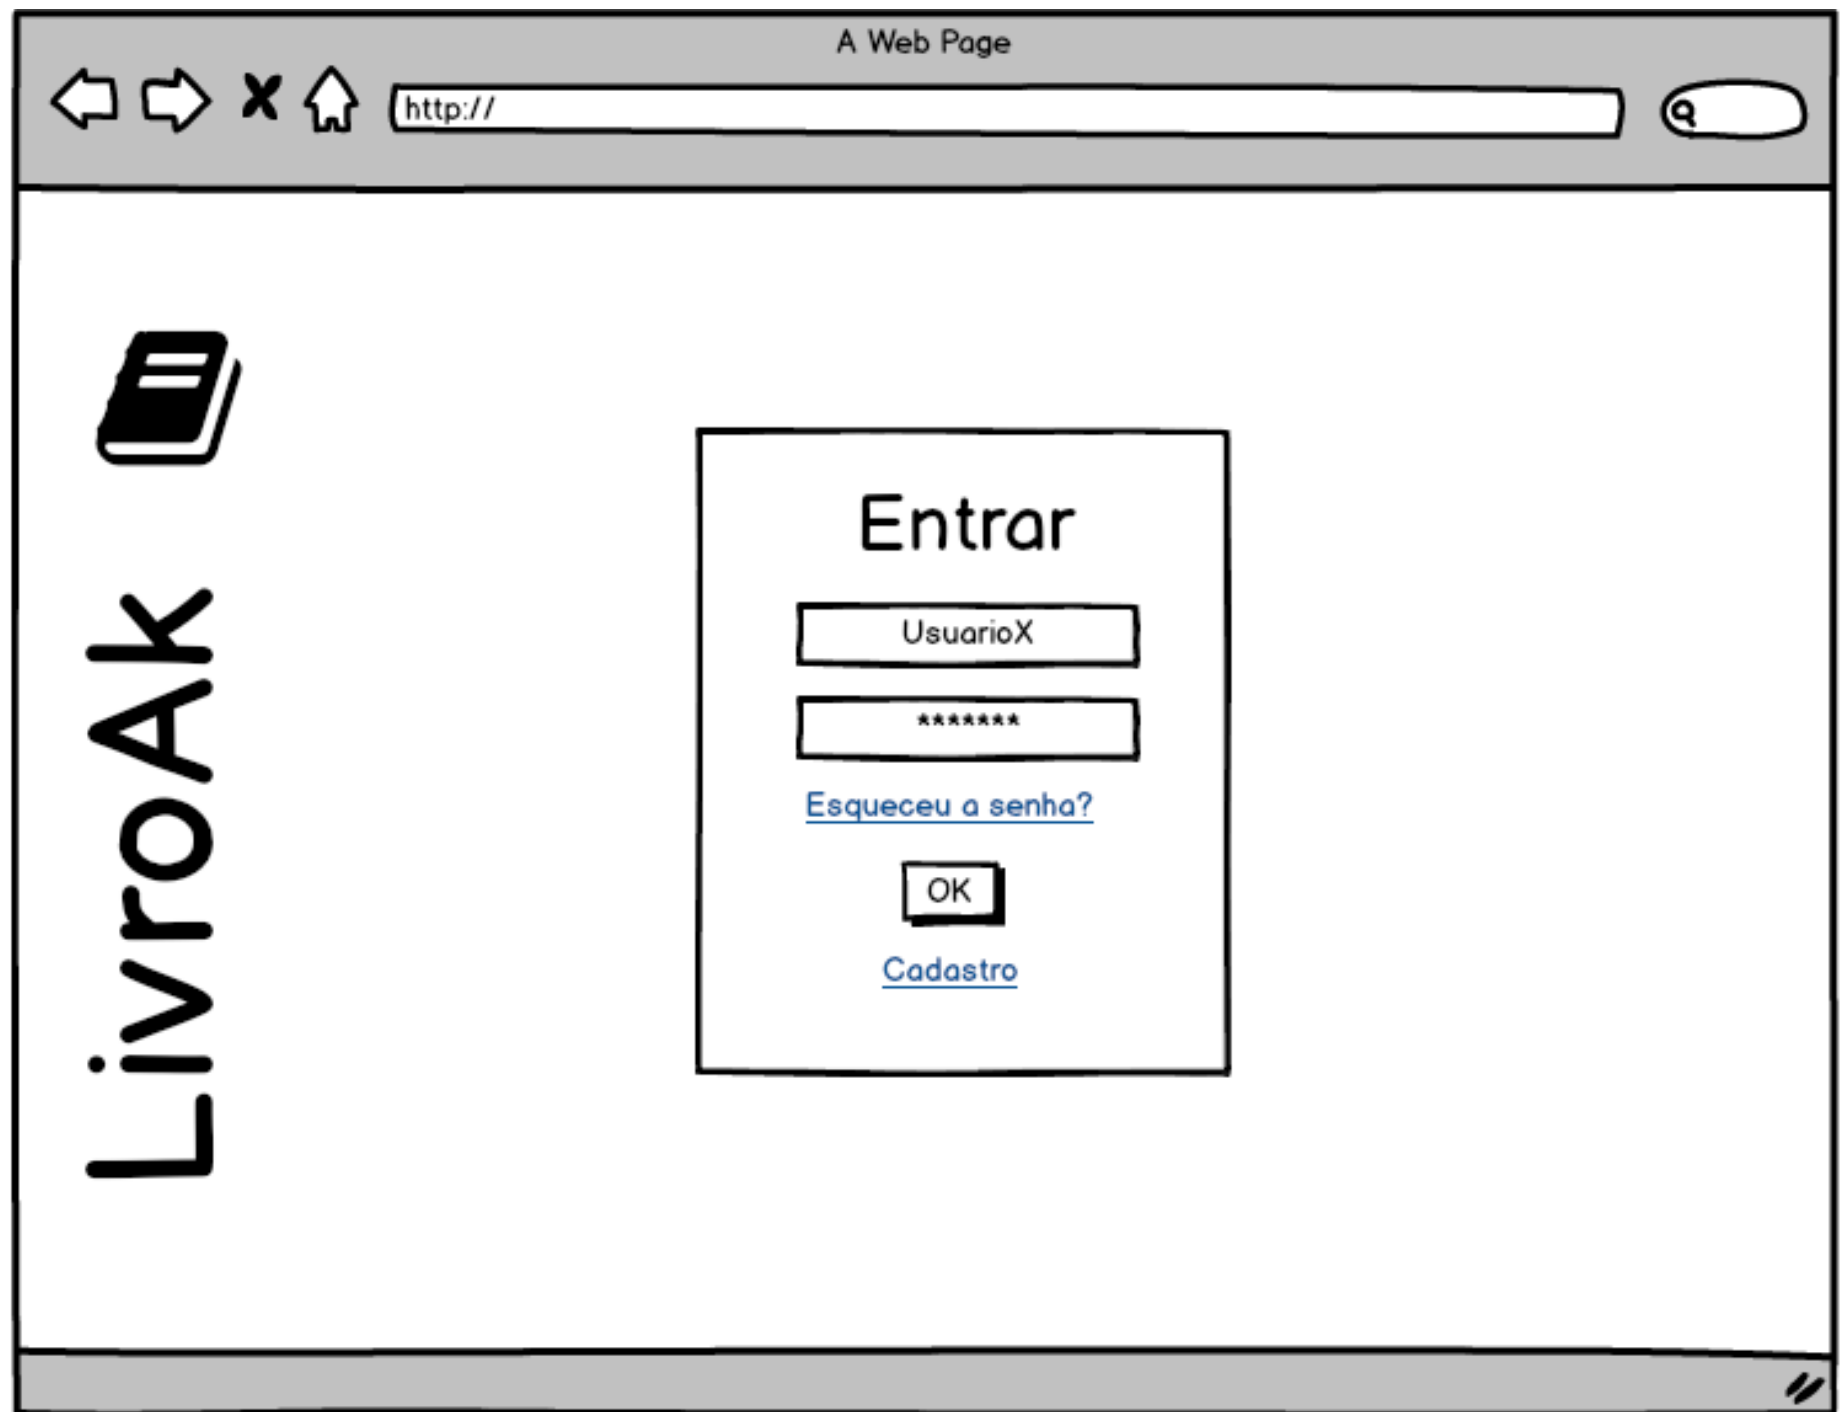 A Web Page
http://
LivroAk
Entrar
UsuarioX
*******
Esqueceu a senha?
OK
Cadastro